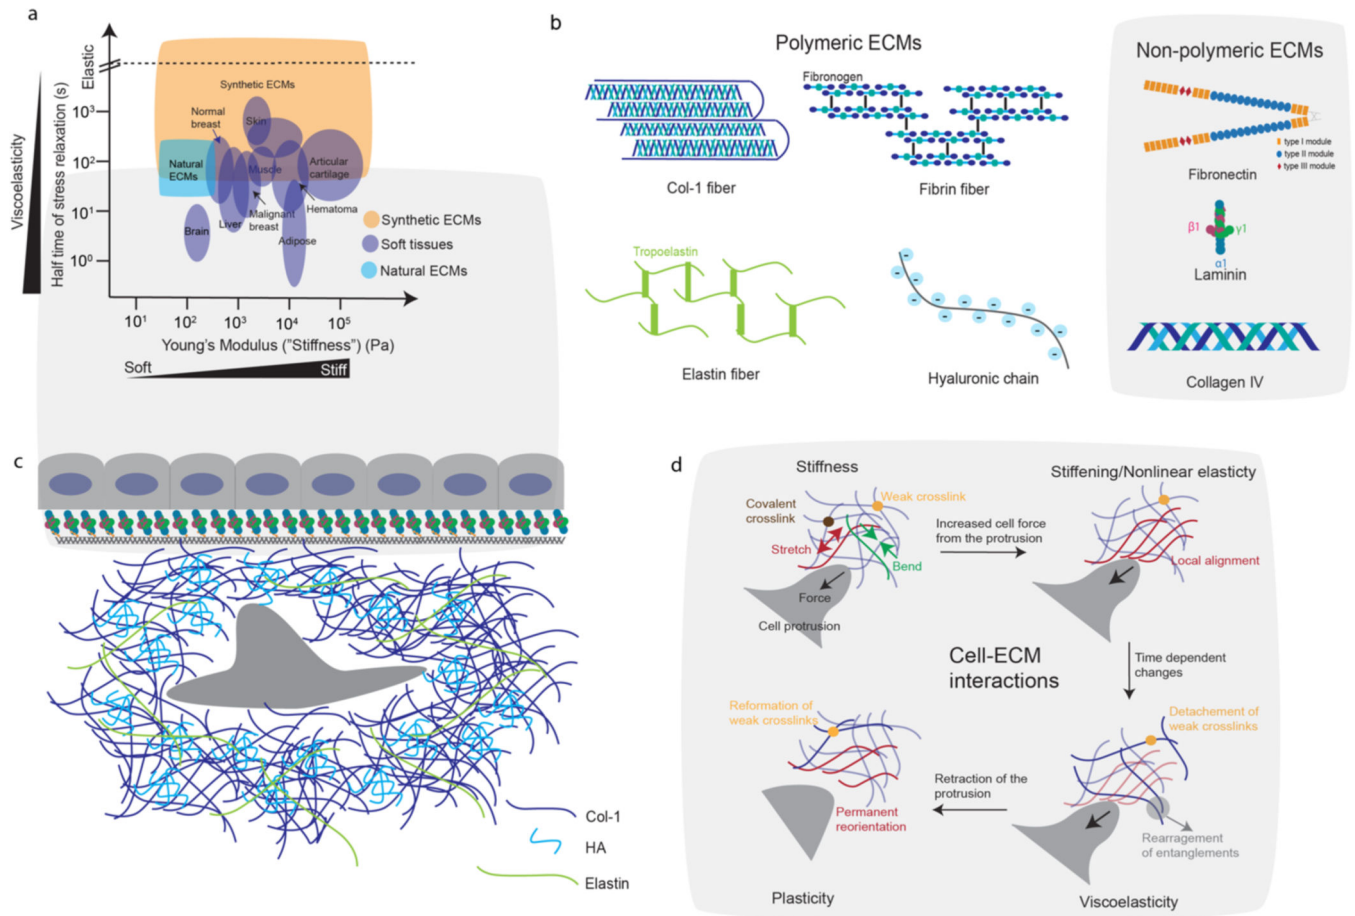 a
Viscoelasticity
Half time of stress relaxation (s)
Elastic
10³
10²
10¹
10⁰
Synthetic ECMs
Normal
breast
Skin
Natural
ECMs
Muscle
Articular
cartilage
Brain
Liver
Malignant
breast
Hematoma
Adipose
Synthetic ECMs
Soft tissues
Natural ECMs
10¹
10²
10³
10⁴
10⁵
Young's Modulus ("Stiffness") (Pa)
Soft
Stiff
b
Polymeric ECMs
Col-1 fiber
Fibronogen
Fibrin fiber
Tropoelastin
Elastin fiber
Hyaluronic chain
Non-polymeric ECMs
type I module
type II module
type III module
Fibronectin
β1
γ1
α1
Laminin
Collagen IV
c
Col-1
HA
Elastin
d
Stiffness
Covalent
crosslink
Weak crosslink
Stretch
Bend
Force
Cell protrusion
Increased cell force
from the protrusion
Stiffening/Nonlinear elasticty
Local alignment
Cell-ECM
interactions
Time dependent
changes
Detachement of
weak crosslinks
Rearragement
of entanglements
Viscoelasticity
Retraction of the
protrusion
Reformation of
weak crosslinks
Permanent
reorientation
Plasticity